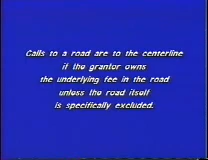 Calls to a road are to the centerline
if the grantor owns
the underlying fee in the road
unless the road itself
is specifically excluded.